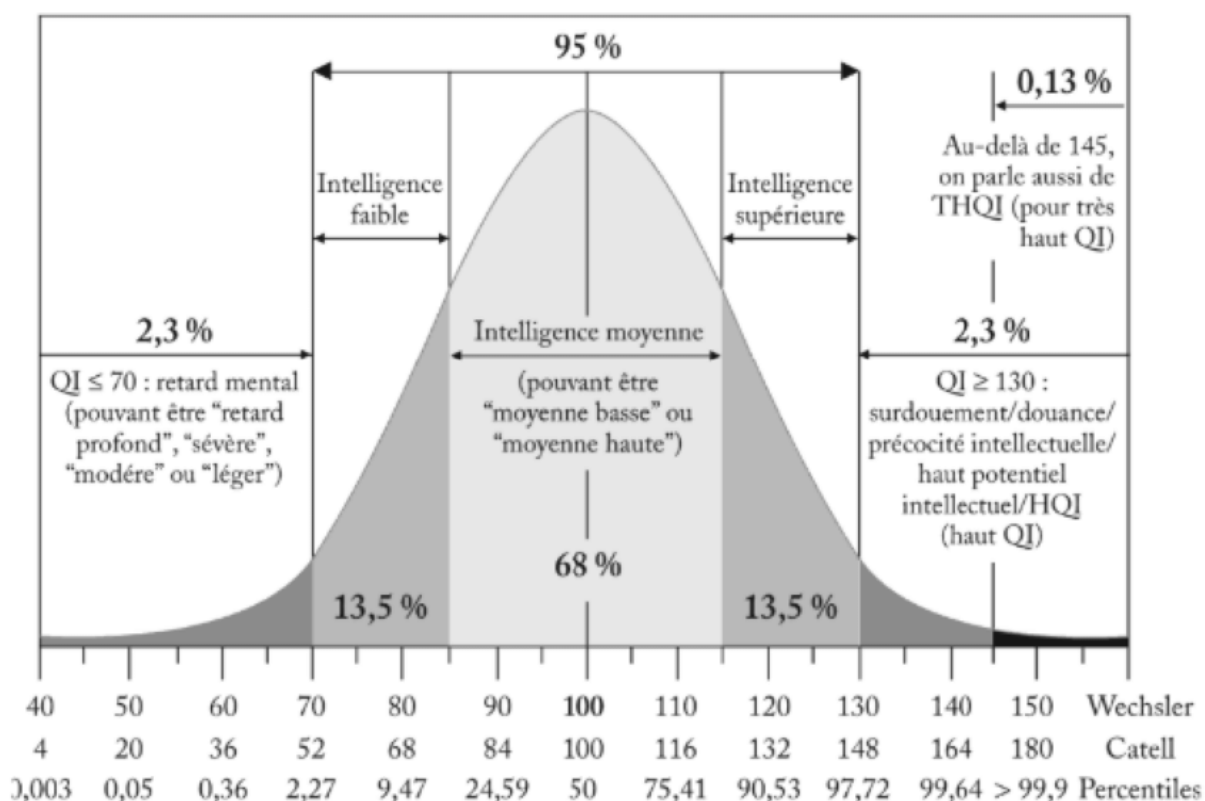 95 %
0,13 %
Au-delà de 145,
on parle aussi de
THQI (pour très
haut QI)
Intelligence
faible
Intelligence
supérieure
2,3 %
QI ≤ 70 : retard mental
(pouvant être “retard
profond”, “sévère”,
“modére” ou “léger”)
Intelligence moyenne
(pouvant être
“moyenne basse” ou
“moyenne haute”)
2,3 %
QI ≥ 130 :
surdouement/douance/
précocité intellectuelle/
haut potentiel
intellectuel/HQI
(haut QI)
68 %
13,5 %
13,5 %
40 50 60 70 80 90 100 110 120 130 140 150 Wechsler
4 20 36 52 68 84 100 116 132 148 164 180 Catell
0,003 0,05 0,36 2,27 9,47 24,59 50 75,41 90,53 97,72 99,64 > 99,9 Percentiles